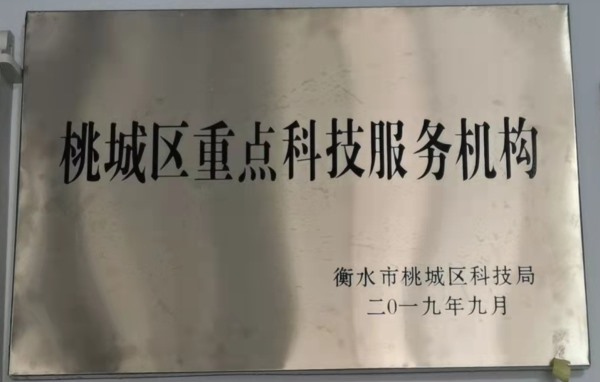 桃城区重点科技服务机构
衡水市桃城区科技局
二0一九年九月